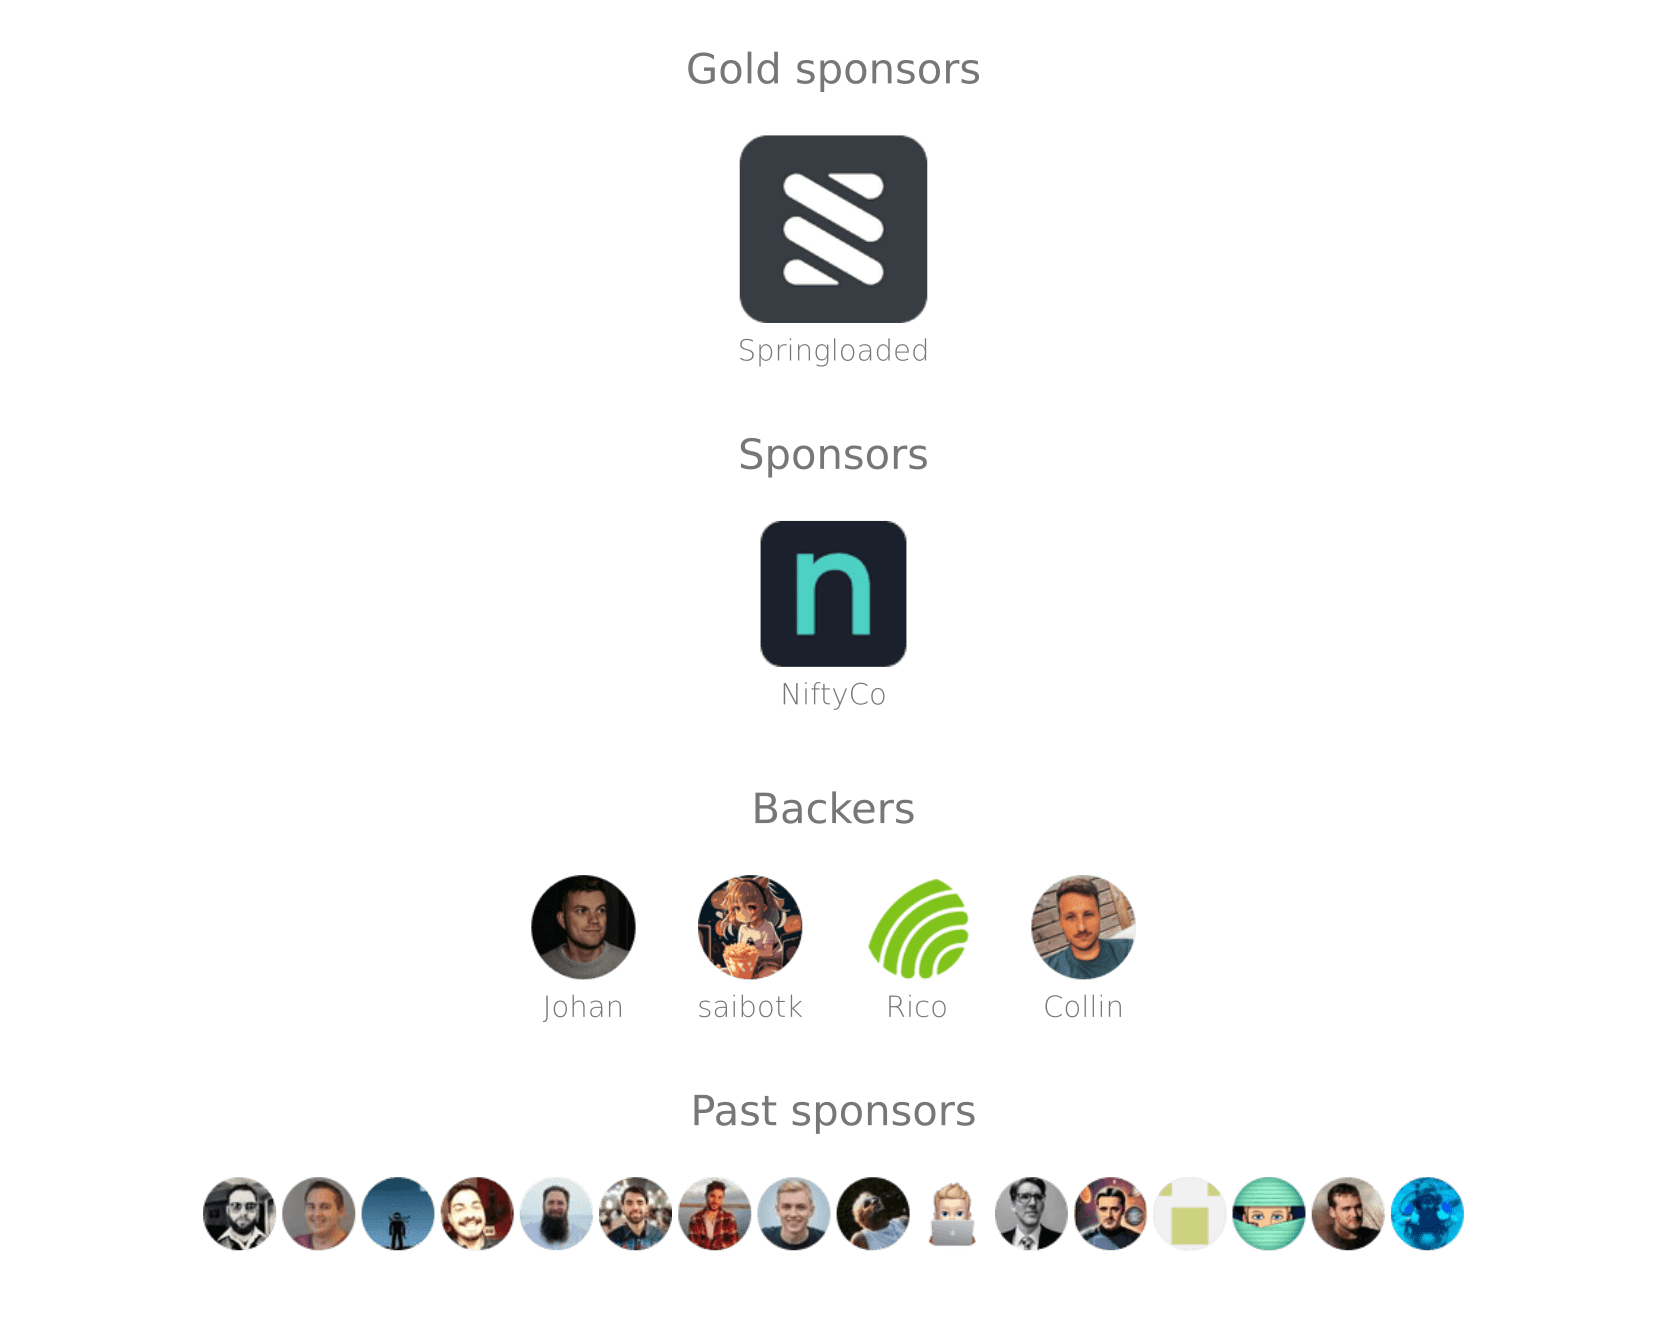 Gold sponsors
Springloaded
Sponsors
n
NiftyCo
Backers
Johan saibotk Rico Collin
Past sponsors